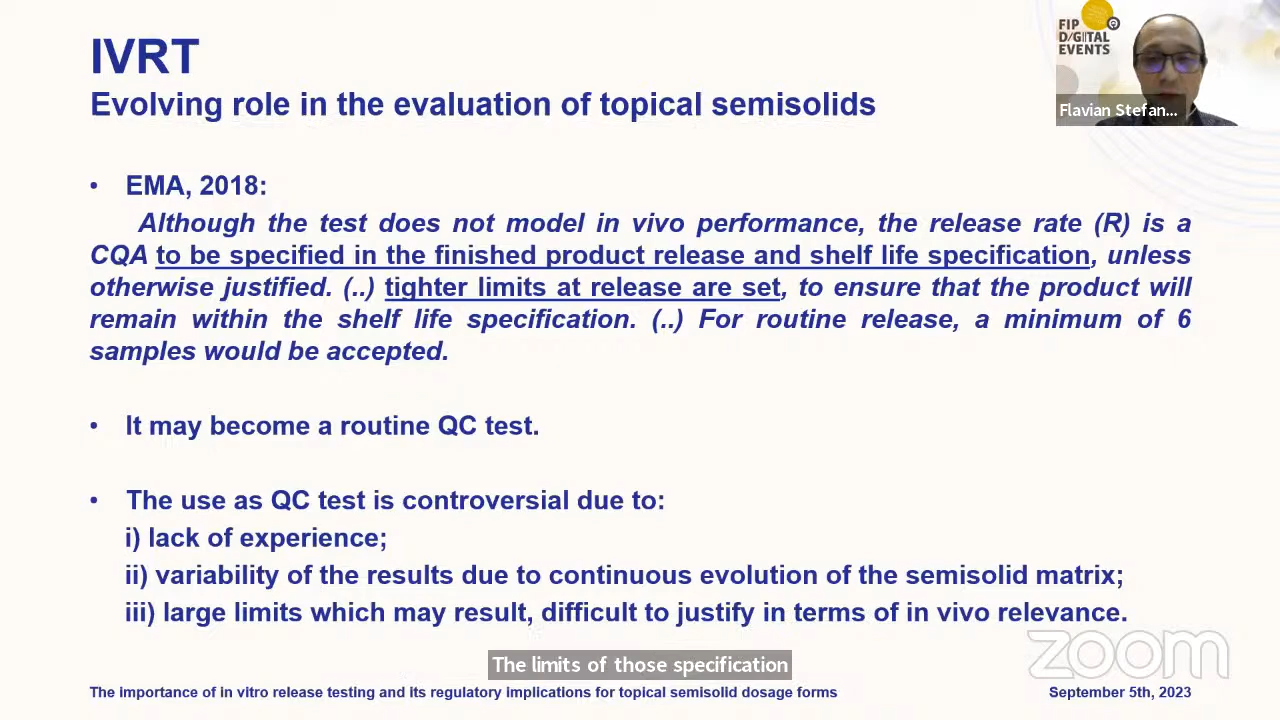 IVRT
Evolving role in the evaluation of topical semisolids
FIP
DIGITAL
EVENTS
Flavian Stefan...
• EMA, 2018:
Although the test does not model in vivo performance, the release rate (R) is a
CQA to be specified in the finished product release and shelf life specification, unless
otherwise justified. (..) tighter limits at release are set, to ensure that the product will
remain within the shelf life specification. (..) For routine release, a minimum of 6
samples would be accepted.
• It may become a routine QC test.
• The use as QC test is controversial due to:
i) lack of experience;
ii) variability of the results due to continuous evolution of the semisolid matrix;
iii) large limits which may result, difficult to justify in terms of in vivo relevance.
zoom
The limits of those specification
The importance of in vitro release testing and its regulatory implications for topical semisolid dosage forms
September 5th, 2023